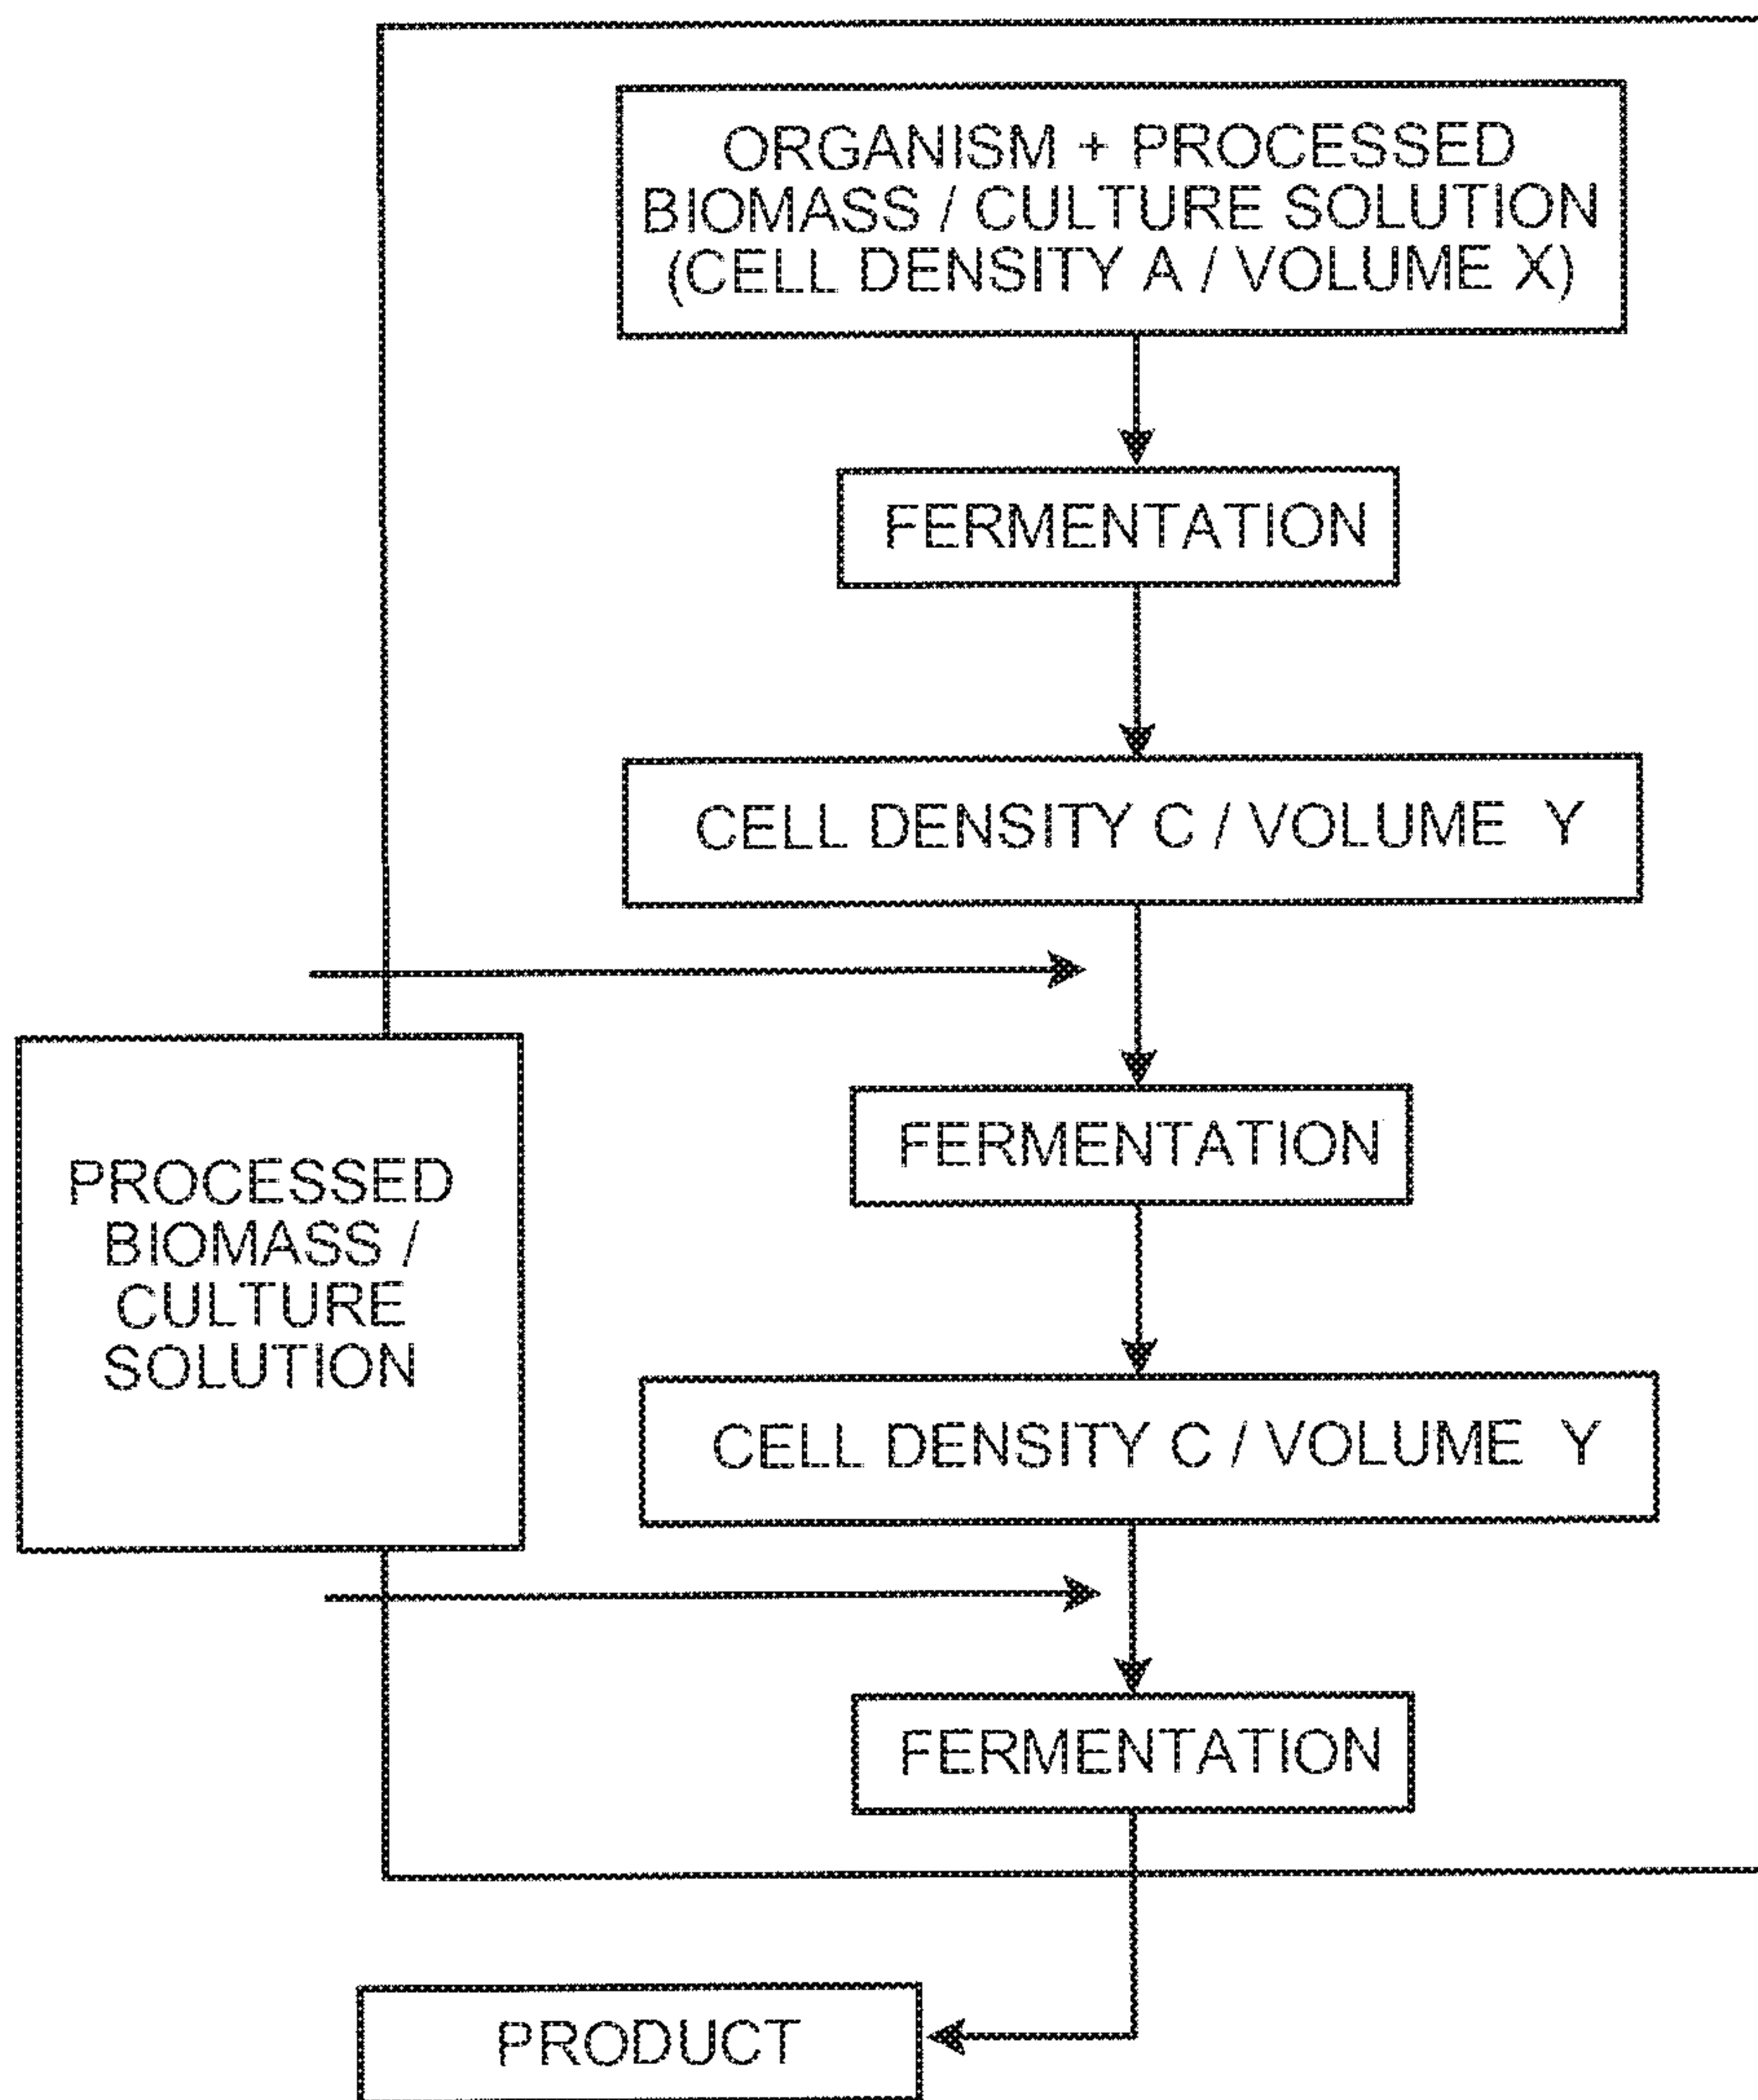 ORGANISM + PROCESSED
BIOMASS / CULTURE SOLUTION
(CELL DENSITY A / VOLUME X)
FERMENTATION
CELL DENSITY C / VOLUME Y
FERMENTATION
PROCESSED
BIOMASS /
CULTURE
SOLUTION
CELL DENSITY C / VOLUME Y
FERMENTATION
PRODUCT